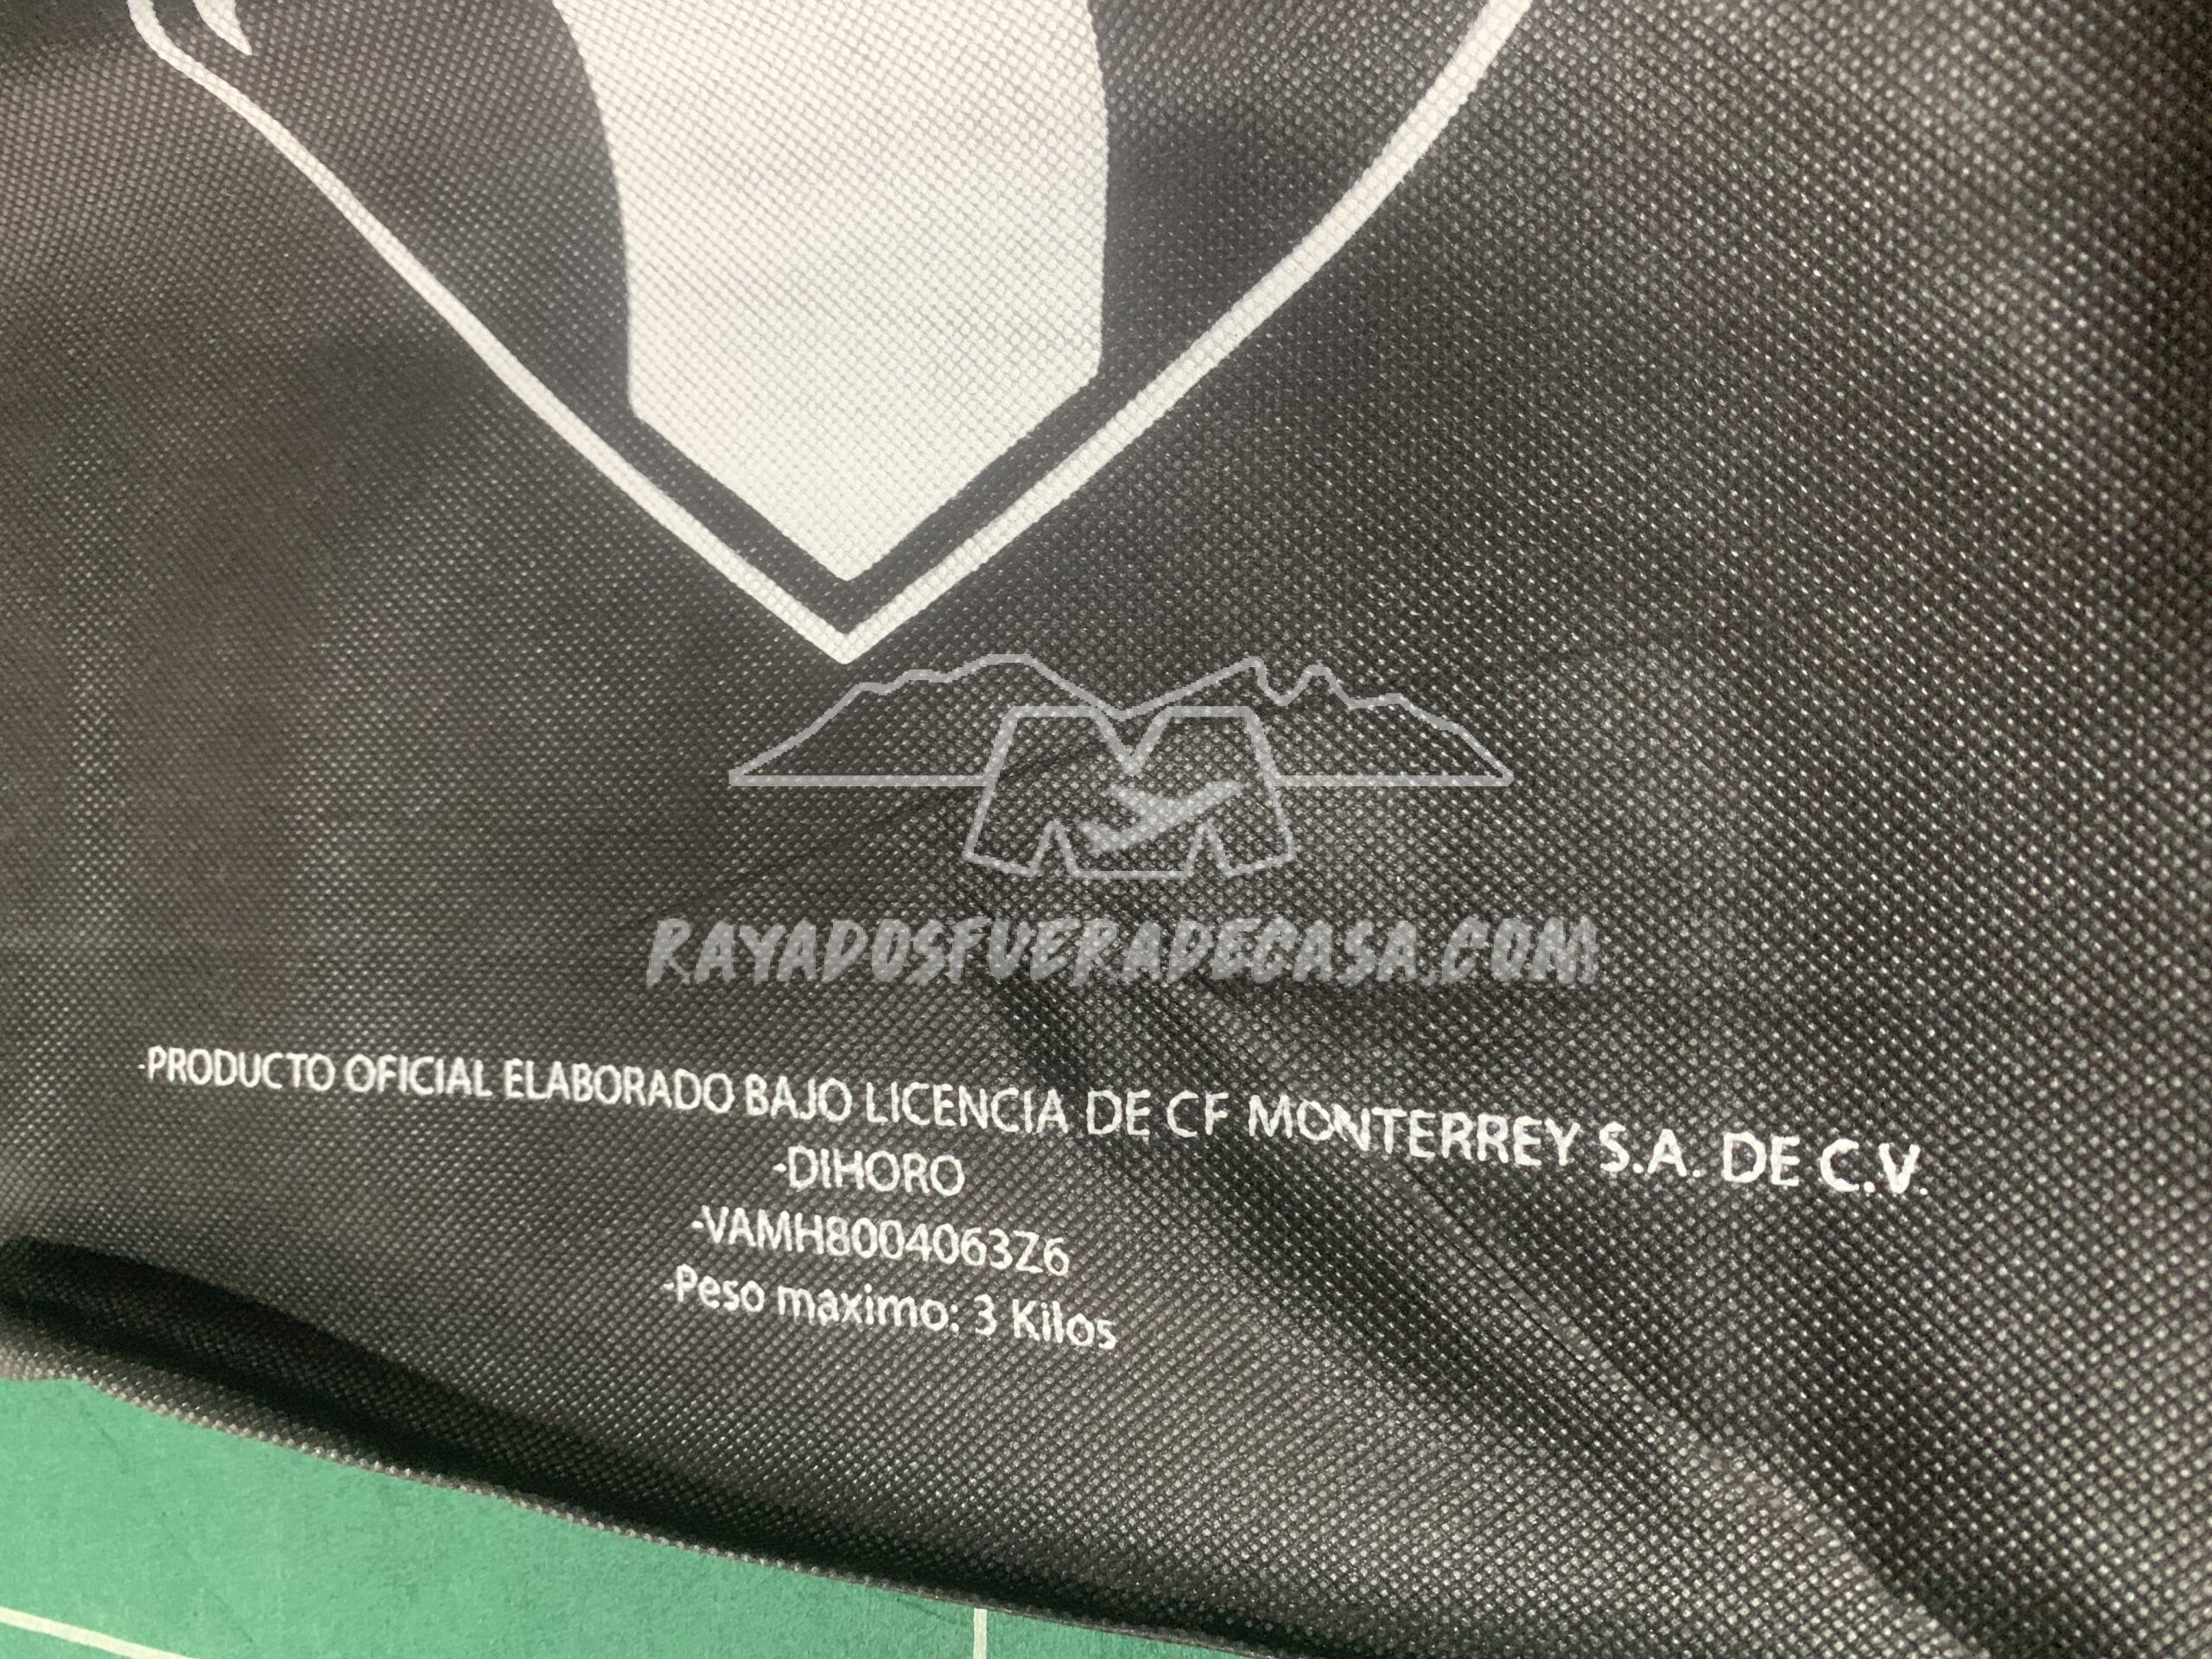 RAYADOSFUERADECASA.COM
-PRODUCTO OFICIAL ELABORADO BAJO LICENCIA DE CF MONTERREY S.A. DE C.V.
-DIHORO
-VAMH8004063Z6
-Peso maximo: 3 Kilos